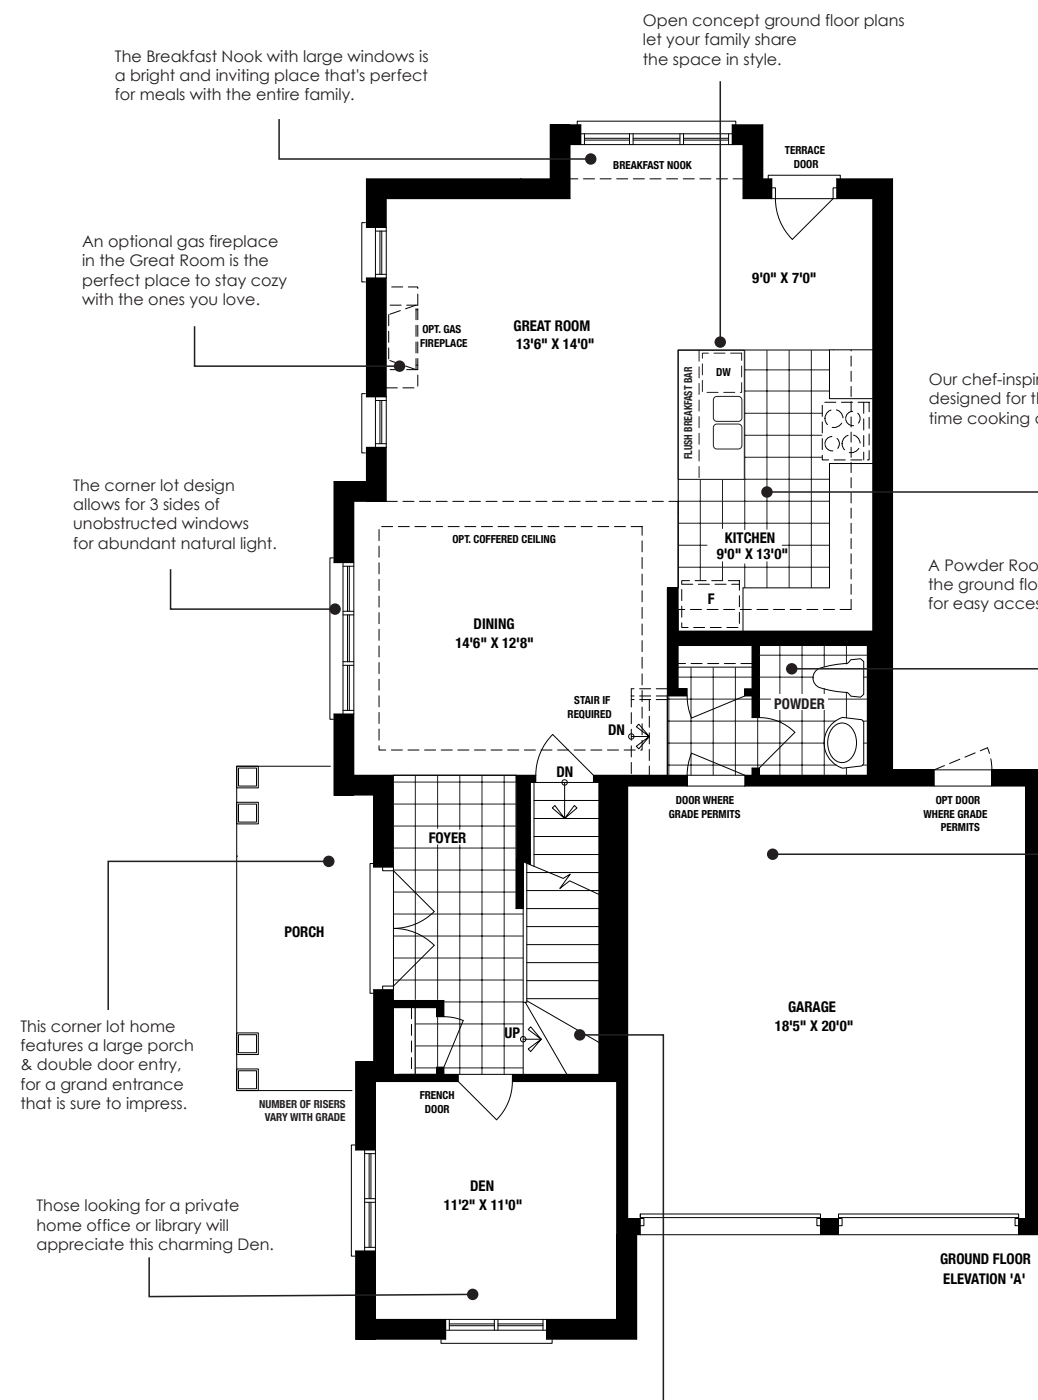 Open concept ground floor plans
let your family share
the space in style.
The Breakfast Nook with large windows is
a bright and inviting place that's perfect
for meals with the entire family.
BREAKFAST NOOK
TERRACE
DOOR
An optional gas fireplace
in the Great Room is the
perfect place to stay cozy
with the ones you love.
9'0" X 7'0"
OPT. GAS
FIREPLACE
GREAT ROOM
13'6" X 14'0"
FLUSH BREAKFAST BAR
DW
Our chef-inspir
designed for th
time cooking
The corner lot design
allows for 3 sides of
unobstructed windows
for abundant natural light.
OPT. COFFERED CEILING
KITCHEN
9'0" X 13'0"
F
A Powder Roo
the ground flo
for easy acces
DINING
14'6" X 12'8"
STAIR IF
REQUIRED
DN
POWDER
DN
DOOR WHERE
GRADE PERMITS
OPT DOOR
WHERE GRADE
PERMITS
FOYER
PORCH
GARAGE
18'5" X 20'0"
UP
This corner lot home
features a large porch
& double door entry,
for a grand entrance
that is sure to impress.
NUMBER OF RISERS
VARY WITH GRADE
FRENCH
DOOR
DEN
11'2" X 11'0"
Those looking for a private
home office or library will
appreciate this charming Den.
GROUND FLOOR
ELEVATION 'A'